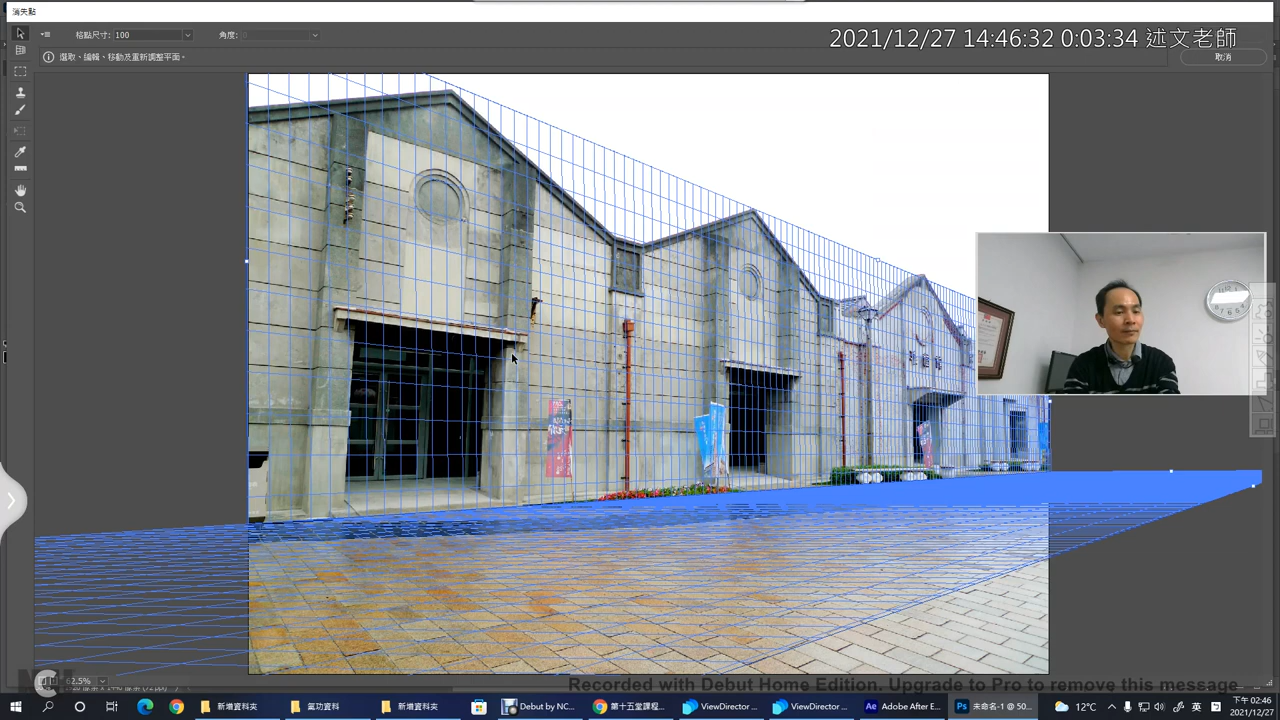 消失點
格點尺寸: 100
角度: 0
2021/12/27 14:46:32 0:03:34 述文老師
選取、編輯、移動及重新調整平面。
取消
62.5%
Recorded with Debut Home Edition. Upgrade to Pro to remove this message
新增資料夾
氣功資料
新增資料夾
Debut by NC...
第十五堂課程...
ViewDirector ...
ViewDirector ...
Adobe After E...
未命名-1 @ 50...
12°C
英
下午 02:46
2021/12/27